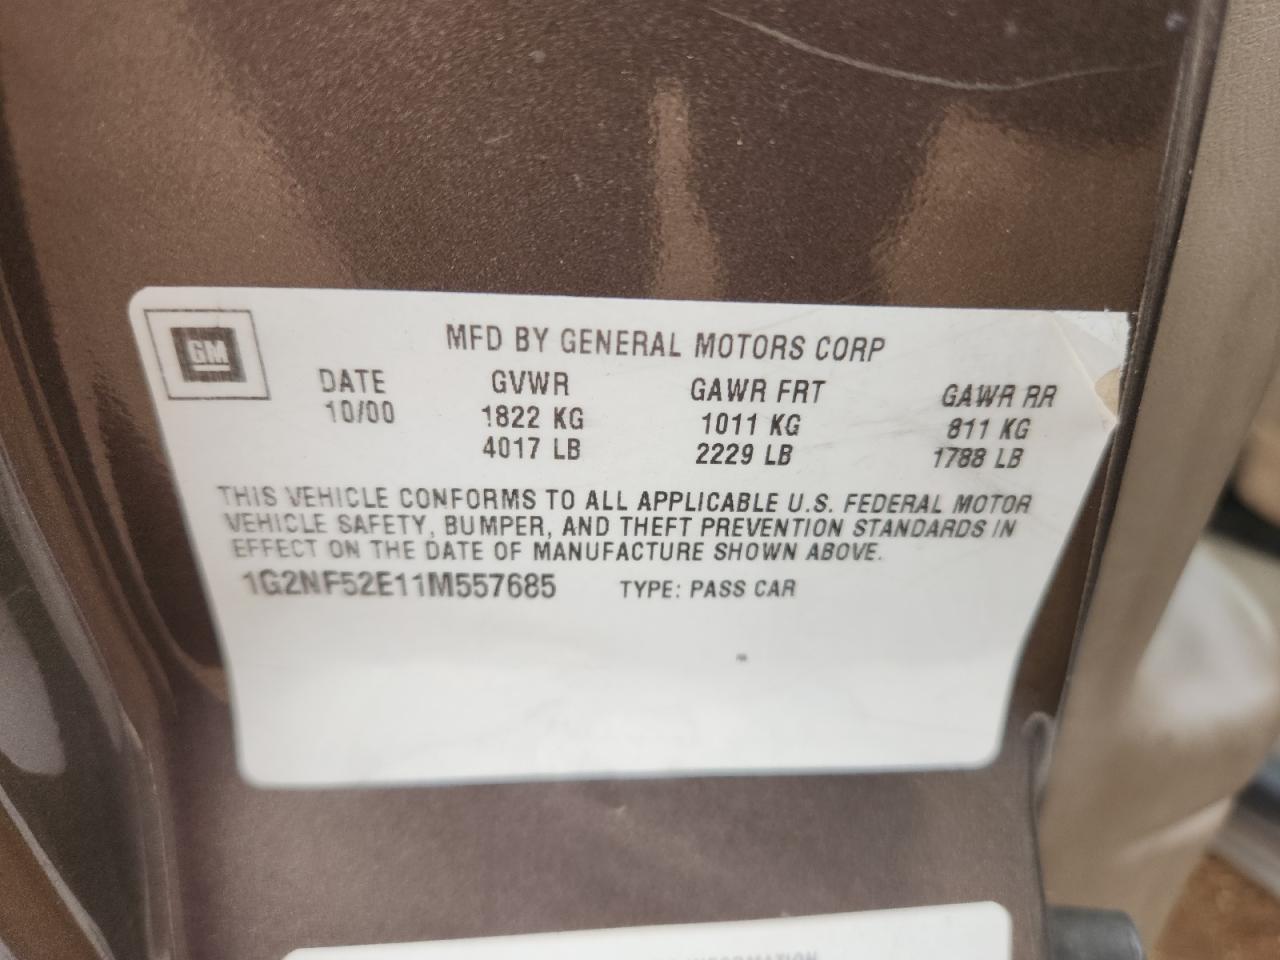 GM
MFD BY GENERAL MOTORS CORP
DATE GVWR GAWR FRT GAWR RR
10/00 1822 KG 1011 KG 811 KG
4017 LB 2229 LB 1788 LB
THIS VEHICLE CONFORMS TO ALL APPLICABLE U.S. FEDERAL MOTOR
VEHICLE SAFETY, BUMPER, AND THEFT PREVENTION STANDARDS IN
EFFECT ON THE DATE OF MANUFACTURE SHOWN ABOVE.
1G2NF52E11M557685 TYPE: PASS CAR
INFORMATION